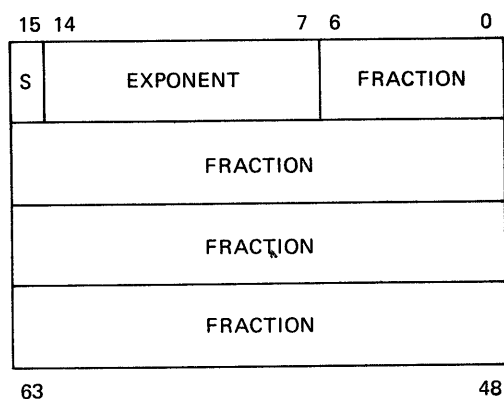 15 14 7 6 0
S EXPONENT FRACTION
FRACTION
FRACTION
FRACTION
63 48